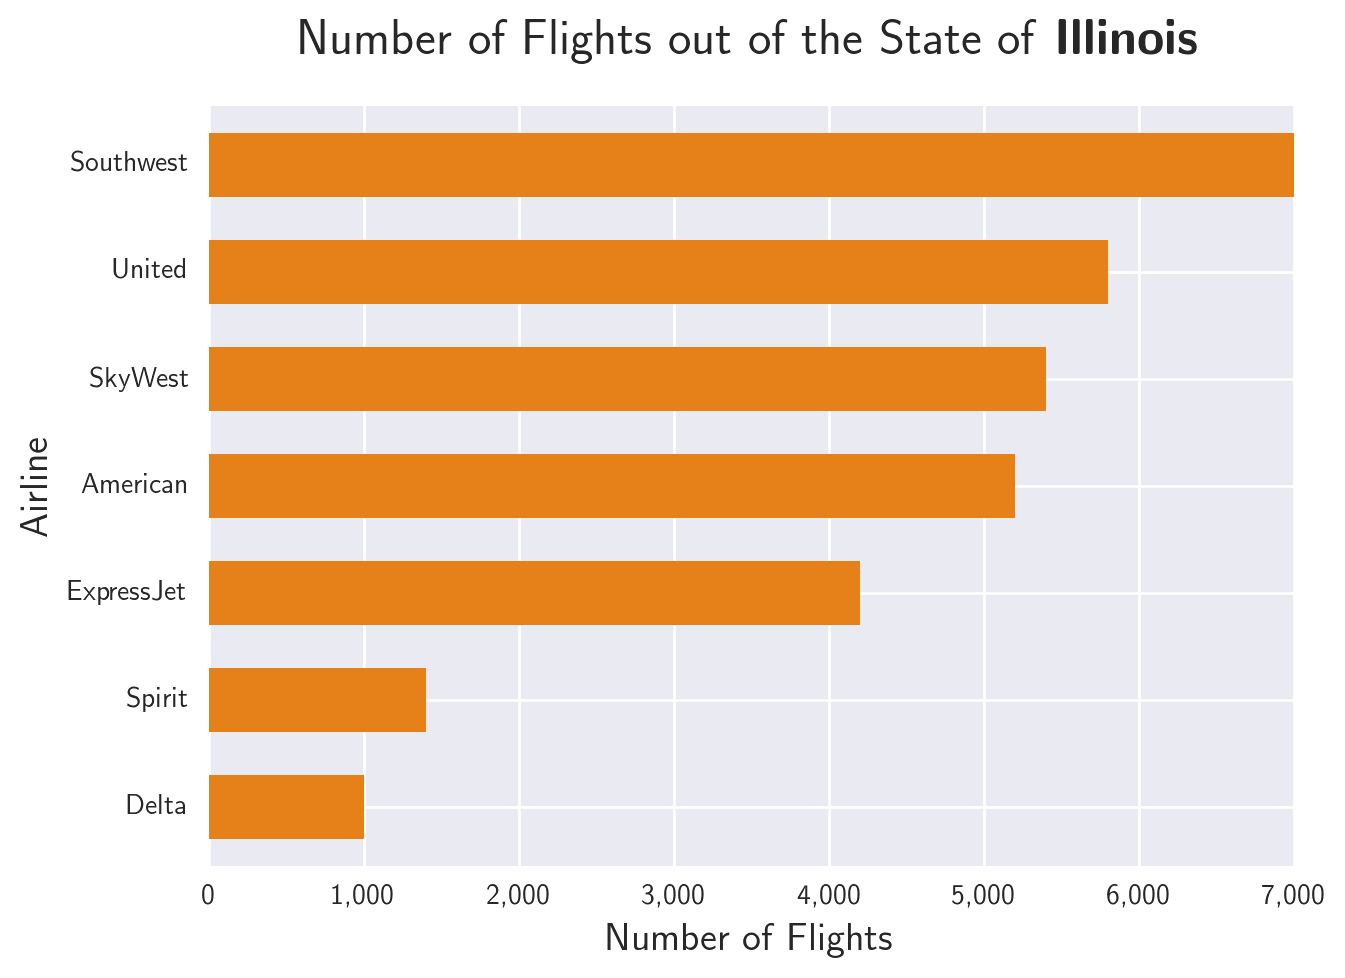 Number of Flights out of the State of Illinois
Southwest
United
SkyWest
American
ExpressJet
Spirit
Delta
Airline
0 1,000 2,000 3,000 4,000 5,000 6,000 7,000
Number of Flights